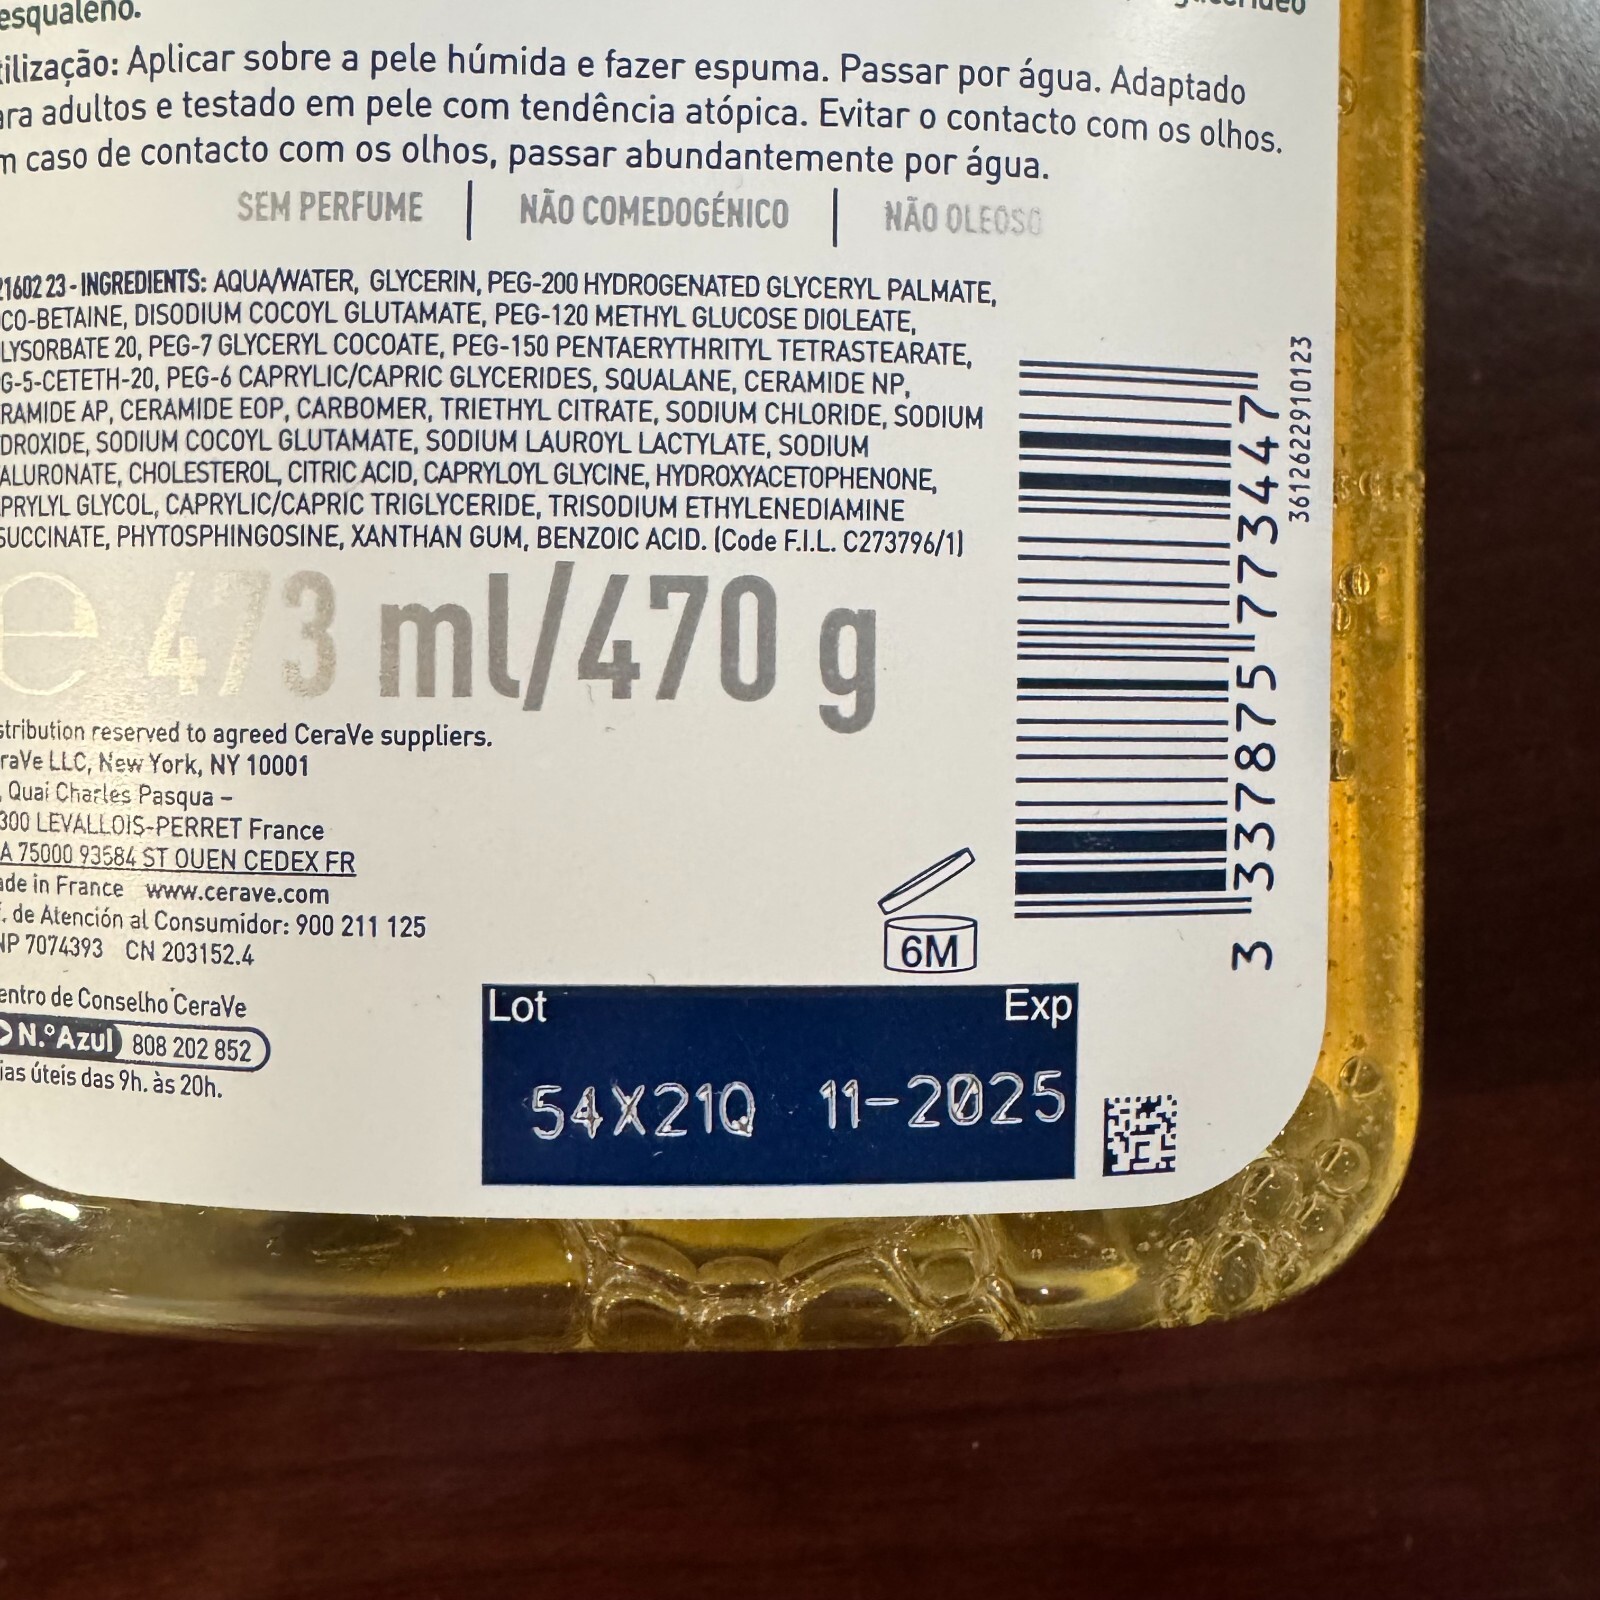 esqualeno.
Utilização: Aplicar sobre a pele húmida e fazer espuma. Passar por água. Adaptado
para adultos e testado em pele com tendência atópica. Evitar o contacto com os olhos.
m caso de contacto com os olhos, passar abundantemente por água.
SEM PERFUME | NÃO COMEDOGÉNICO | NÃO OLEOSO
21602 23 - INGREDIENTS: AQUA/WATER, GLYCERIN, PEG-200 HYDROGENATED GLYCERYL PALMATE,
CO-BETAINE, DISODIUM COCOYL GLUTAMATE, PEG-120 METHYL GLUCOSE DIOLEATE,
LYSORBATE 20, PEG-7 GLYCERYL COCOATE, PEG-150 PENTAERYTHRITYL TETRASTEARATE,
G-5-CETETH-20, PEG-6 CAPRYLIC/CAPRIC GLYCERIDES, SQUALANE, CERAMIDE NP,
RAMIDE AP, CERAMIDE EOP, CARBOMER, TRIETHYL CITRATE, SODIUM CHLORIDE, SODIUM
DROXIDE, SODIUM COCOYL GLUTAMATE, SODIUM LAUROYL LACTYLATE, SODIUM
ALURONATE, CHOLESTEROL, CITRIC ACID, CAPRYLOYL GLYCINE, HYDROXYACETOPHENONE,
PRYLYL GLYCOL, CAPRYLIC/CAPRIC TRIGLYCERIDE, TRISODIUM ETHYLENEDIAMINE
SUCCINATE, PHYTOSPHINGOSINE, XANTHAN GUM, BENZOIC ACID. (Code F.I.L. C273796/1)
e 473 ml/470 g
stribution reserved to agreed CeraVe suppliers.
raVe LLC, New York, NY 10001
, Quai Charles Pasqua –
300 LEVALLOIS-PERRET France
A 75000 93584 ST OUEN CEDEX FR
ade in France www.cerave.com
. de Atención al Consumidor: 900 211 125
NP 7074393 CN 203152.4
entro de Conselho CeraVe
N.º Azul 808 202 852
ias úteis das 9h. às 20h.
6M
Lot Exp
54X21Q 11-2025
3 337875 773447
3612622910123